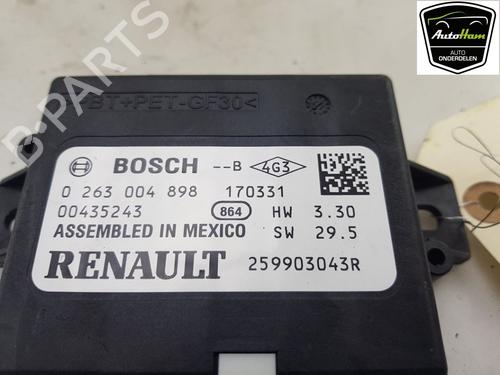 AutoHam
AUTO
ONDERDELEN
B-PARTS
BT+PET-GF30<
BOSCH --B 4G3
0 263 004 898 170331
00435243 864 HW 3.30
ASSEMBLED IN MEXICO SW 29.5
RENAULT 259903043R